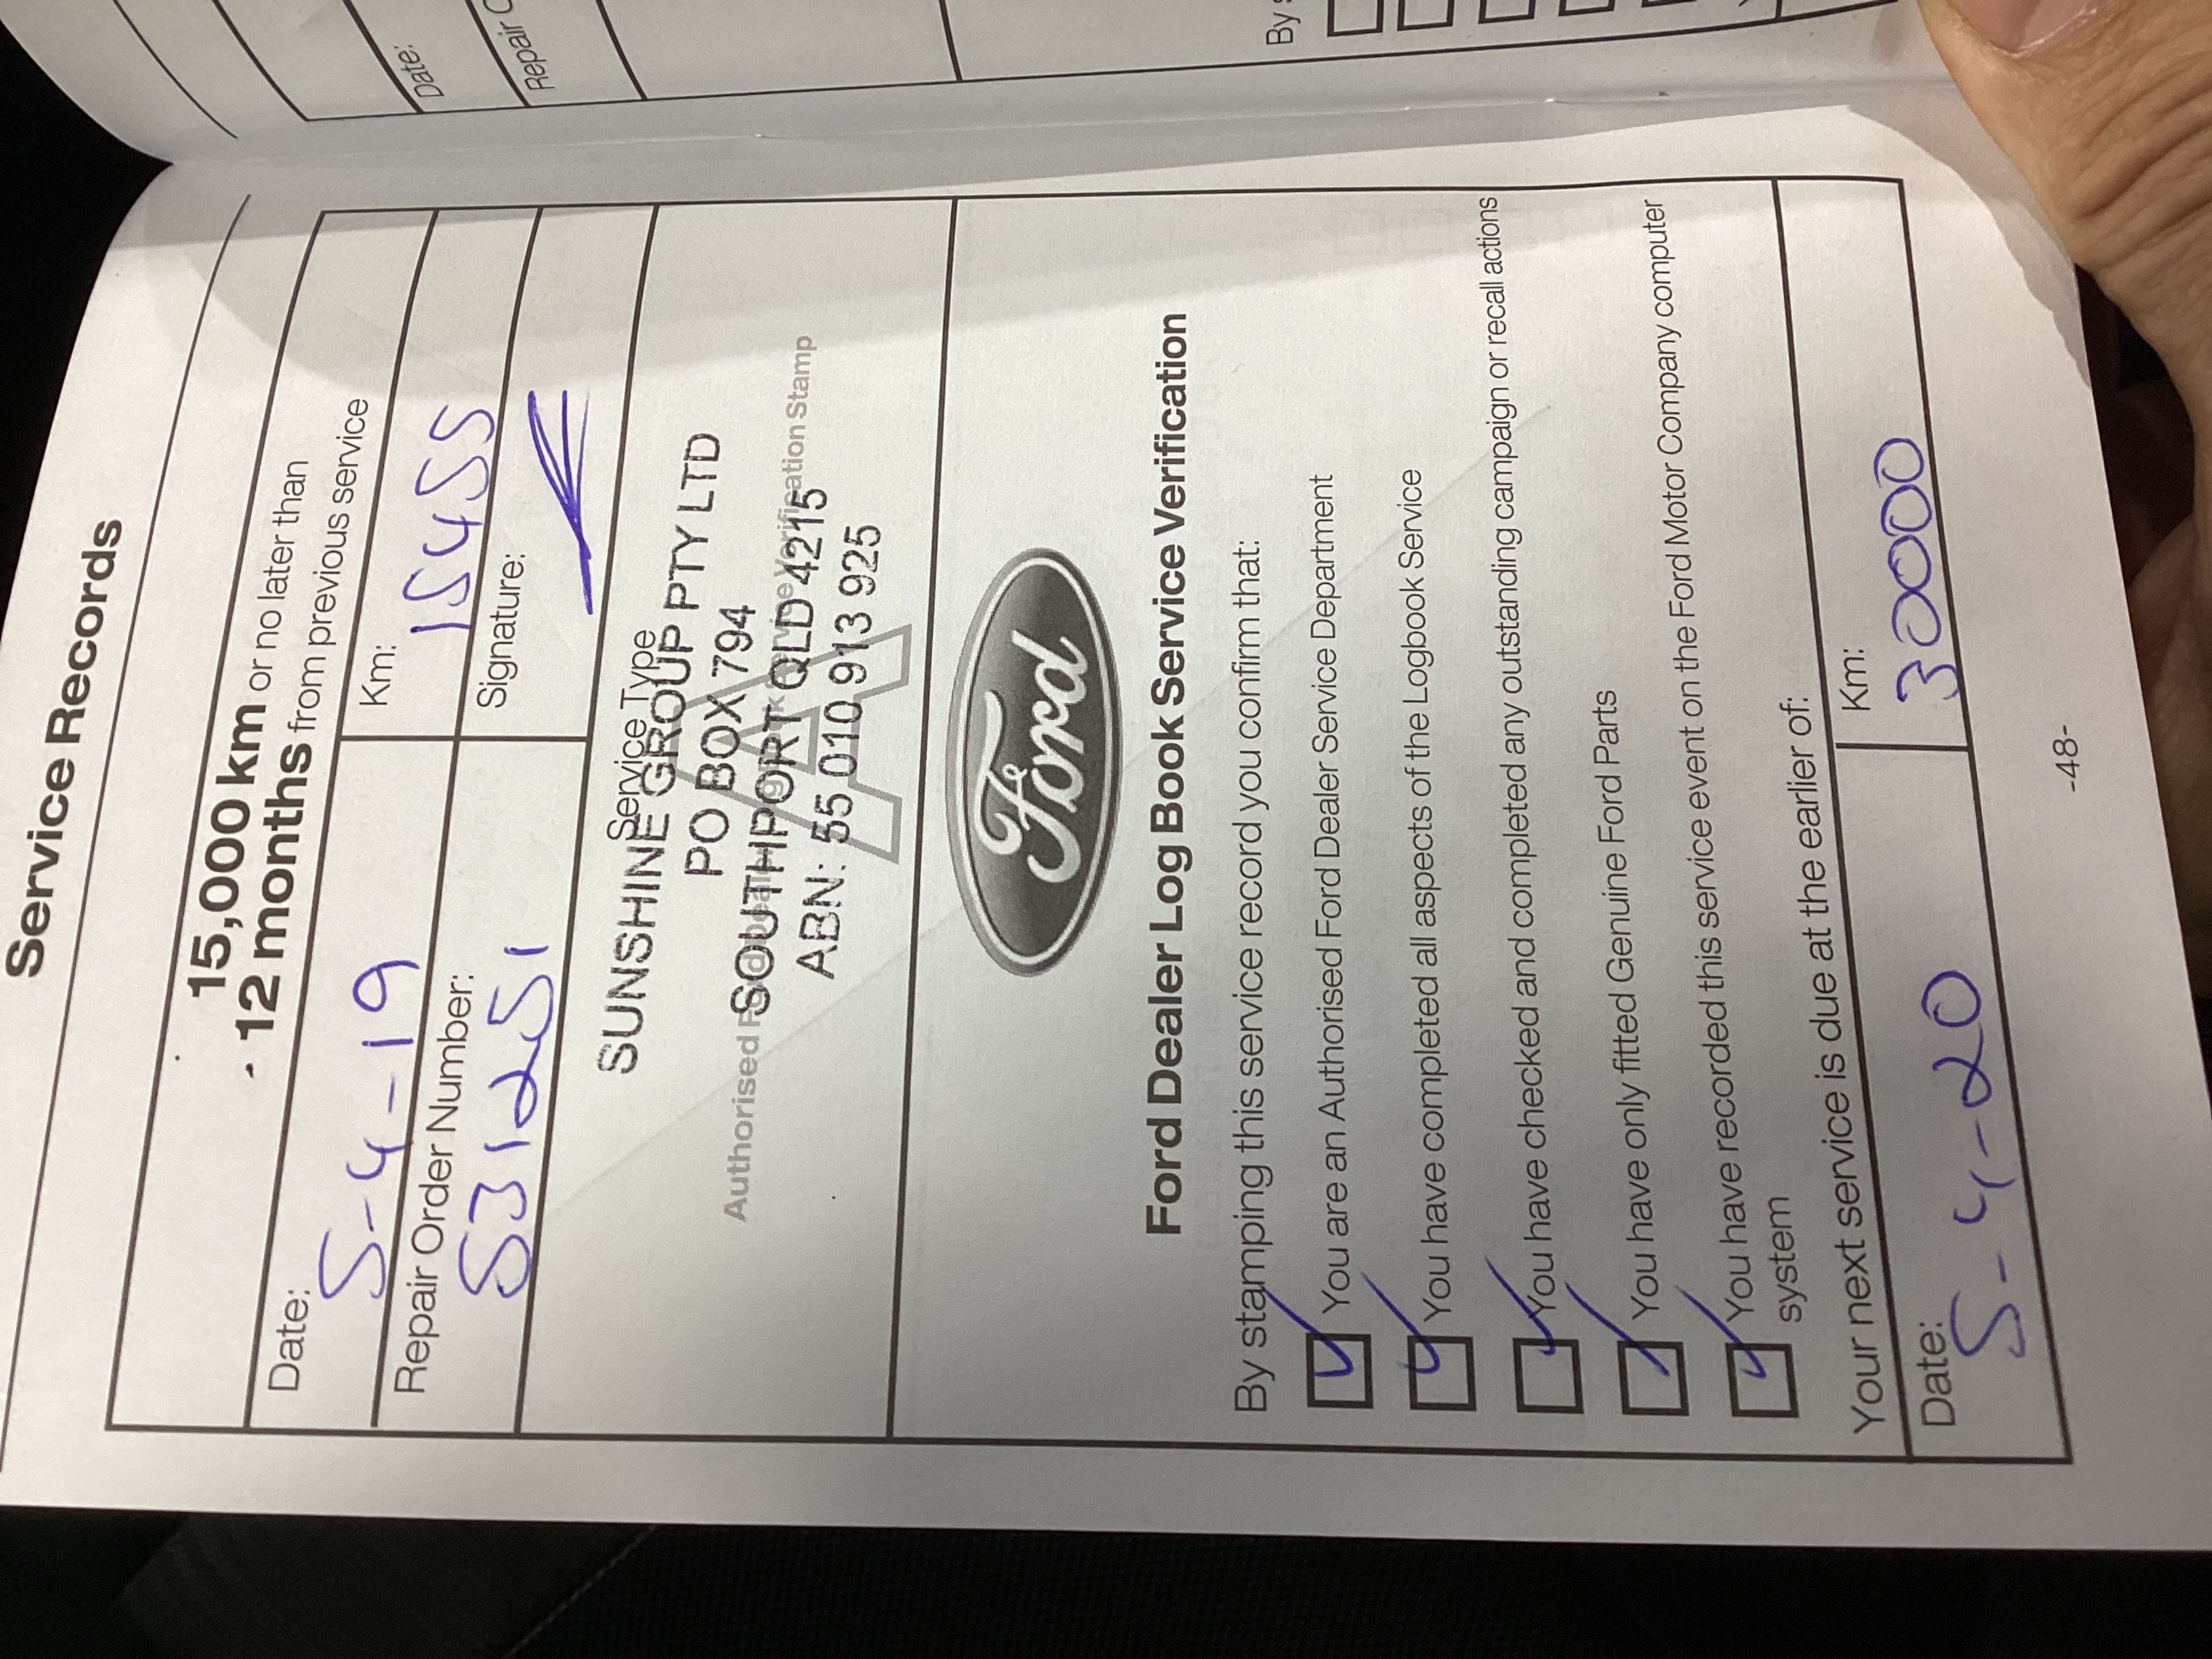 Service Records
15,000 km or no later than
- 12 months from previous service
Date: 5-4-19
Km: 15455
Repair Order Number: 531251
Signature:
Service Type
SUNSHINE GROUP PTY LTD
PO BOX 794
SOUTHPORT QLD 4215
ABN: 55 010 913 925
A
Authorised Service Verification Stamp
Ford
Ford Dealer Log Book Service Verification
By stamping this service record you confirm that:
You are an Authorised Ford Dealer Service Department
You have completed all aspects of the Logbook Service
You have checked and completed any outstanding campaign or recall actions
You have only fitted Genuine Ford Parts
You have recorded this service event on the Ford Motor Company computer
system
Your next service is due at the earlier of:
Date: 5-4-20
Km: 30000
-48-
Date:
Repair
By